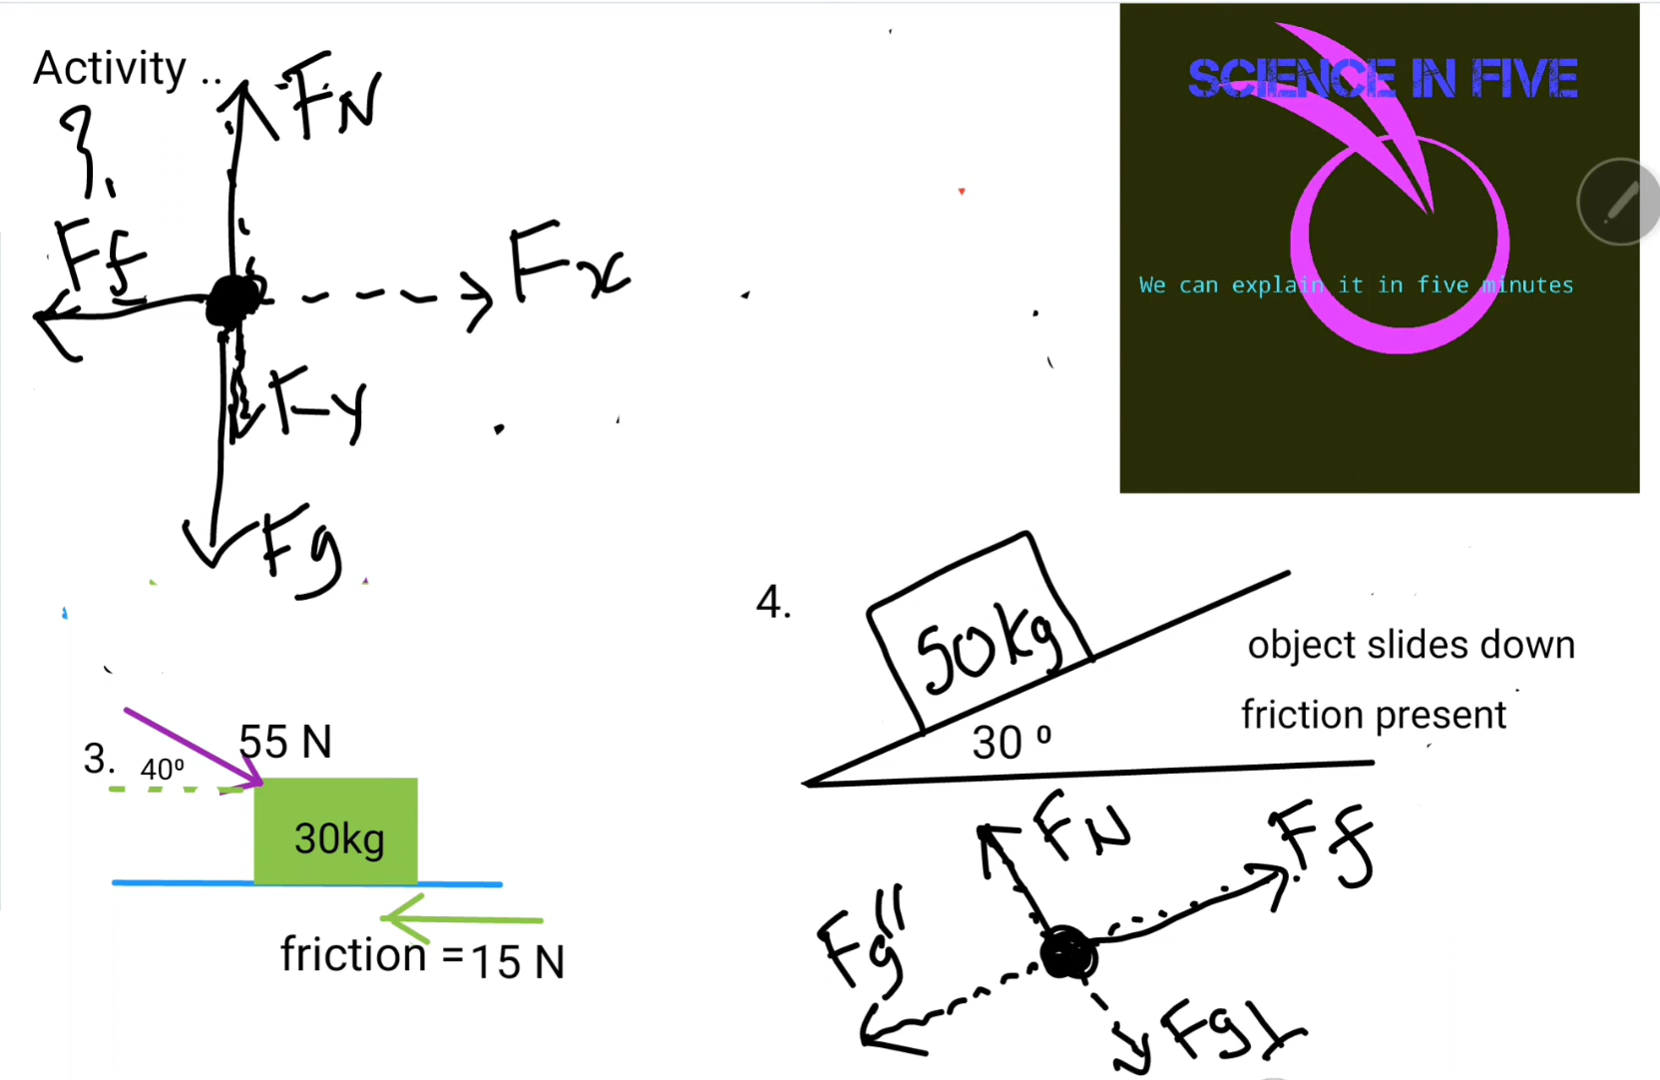 Activity ..
FN
?.
Ff
Fx
Fy
Fg
SCIENCE IN FIVE
We can explain it in five minutes
3.
40º
55 N
30kg
friction = 15 N
4.
50kg
30 º
object slides down
friction present
FN
Ff
Fg"
Fg⊥